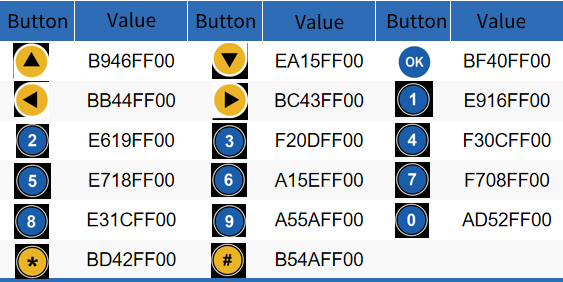 Button Value Button Value Button Value
B946FF00 EA15FF00 OK BF40FF00
BB44FF00 BC43FF00 1 E916FF00
2 E619FF00 3 F20DFF00 4 F30CFF00
5 E718FF00 6 A15EFF00 7 F708FF00
8 E31CFF00 9 A55AFF00 0 AD52FF00
* BD42FF00 # B54AFF00